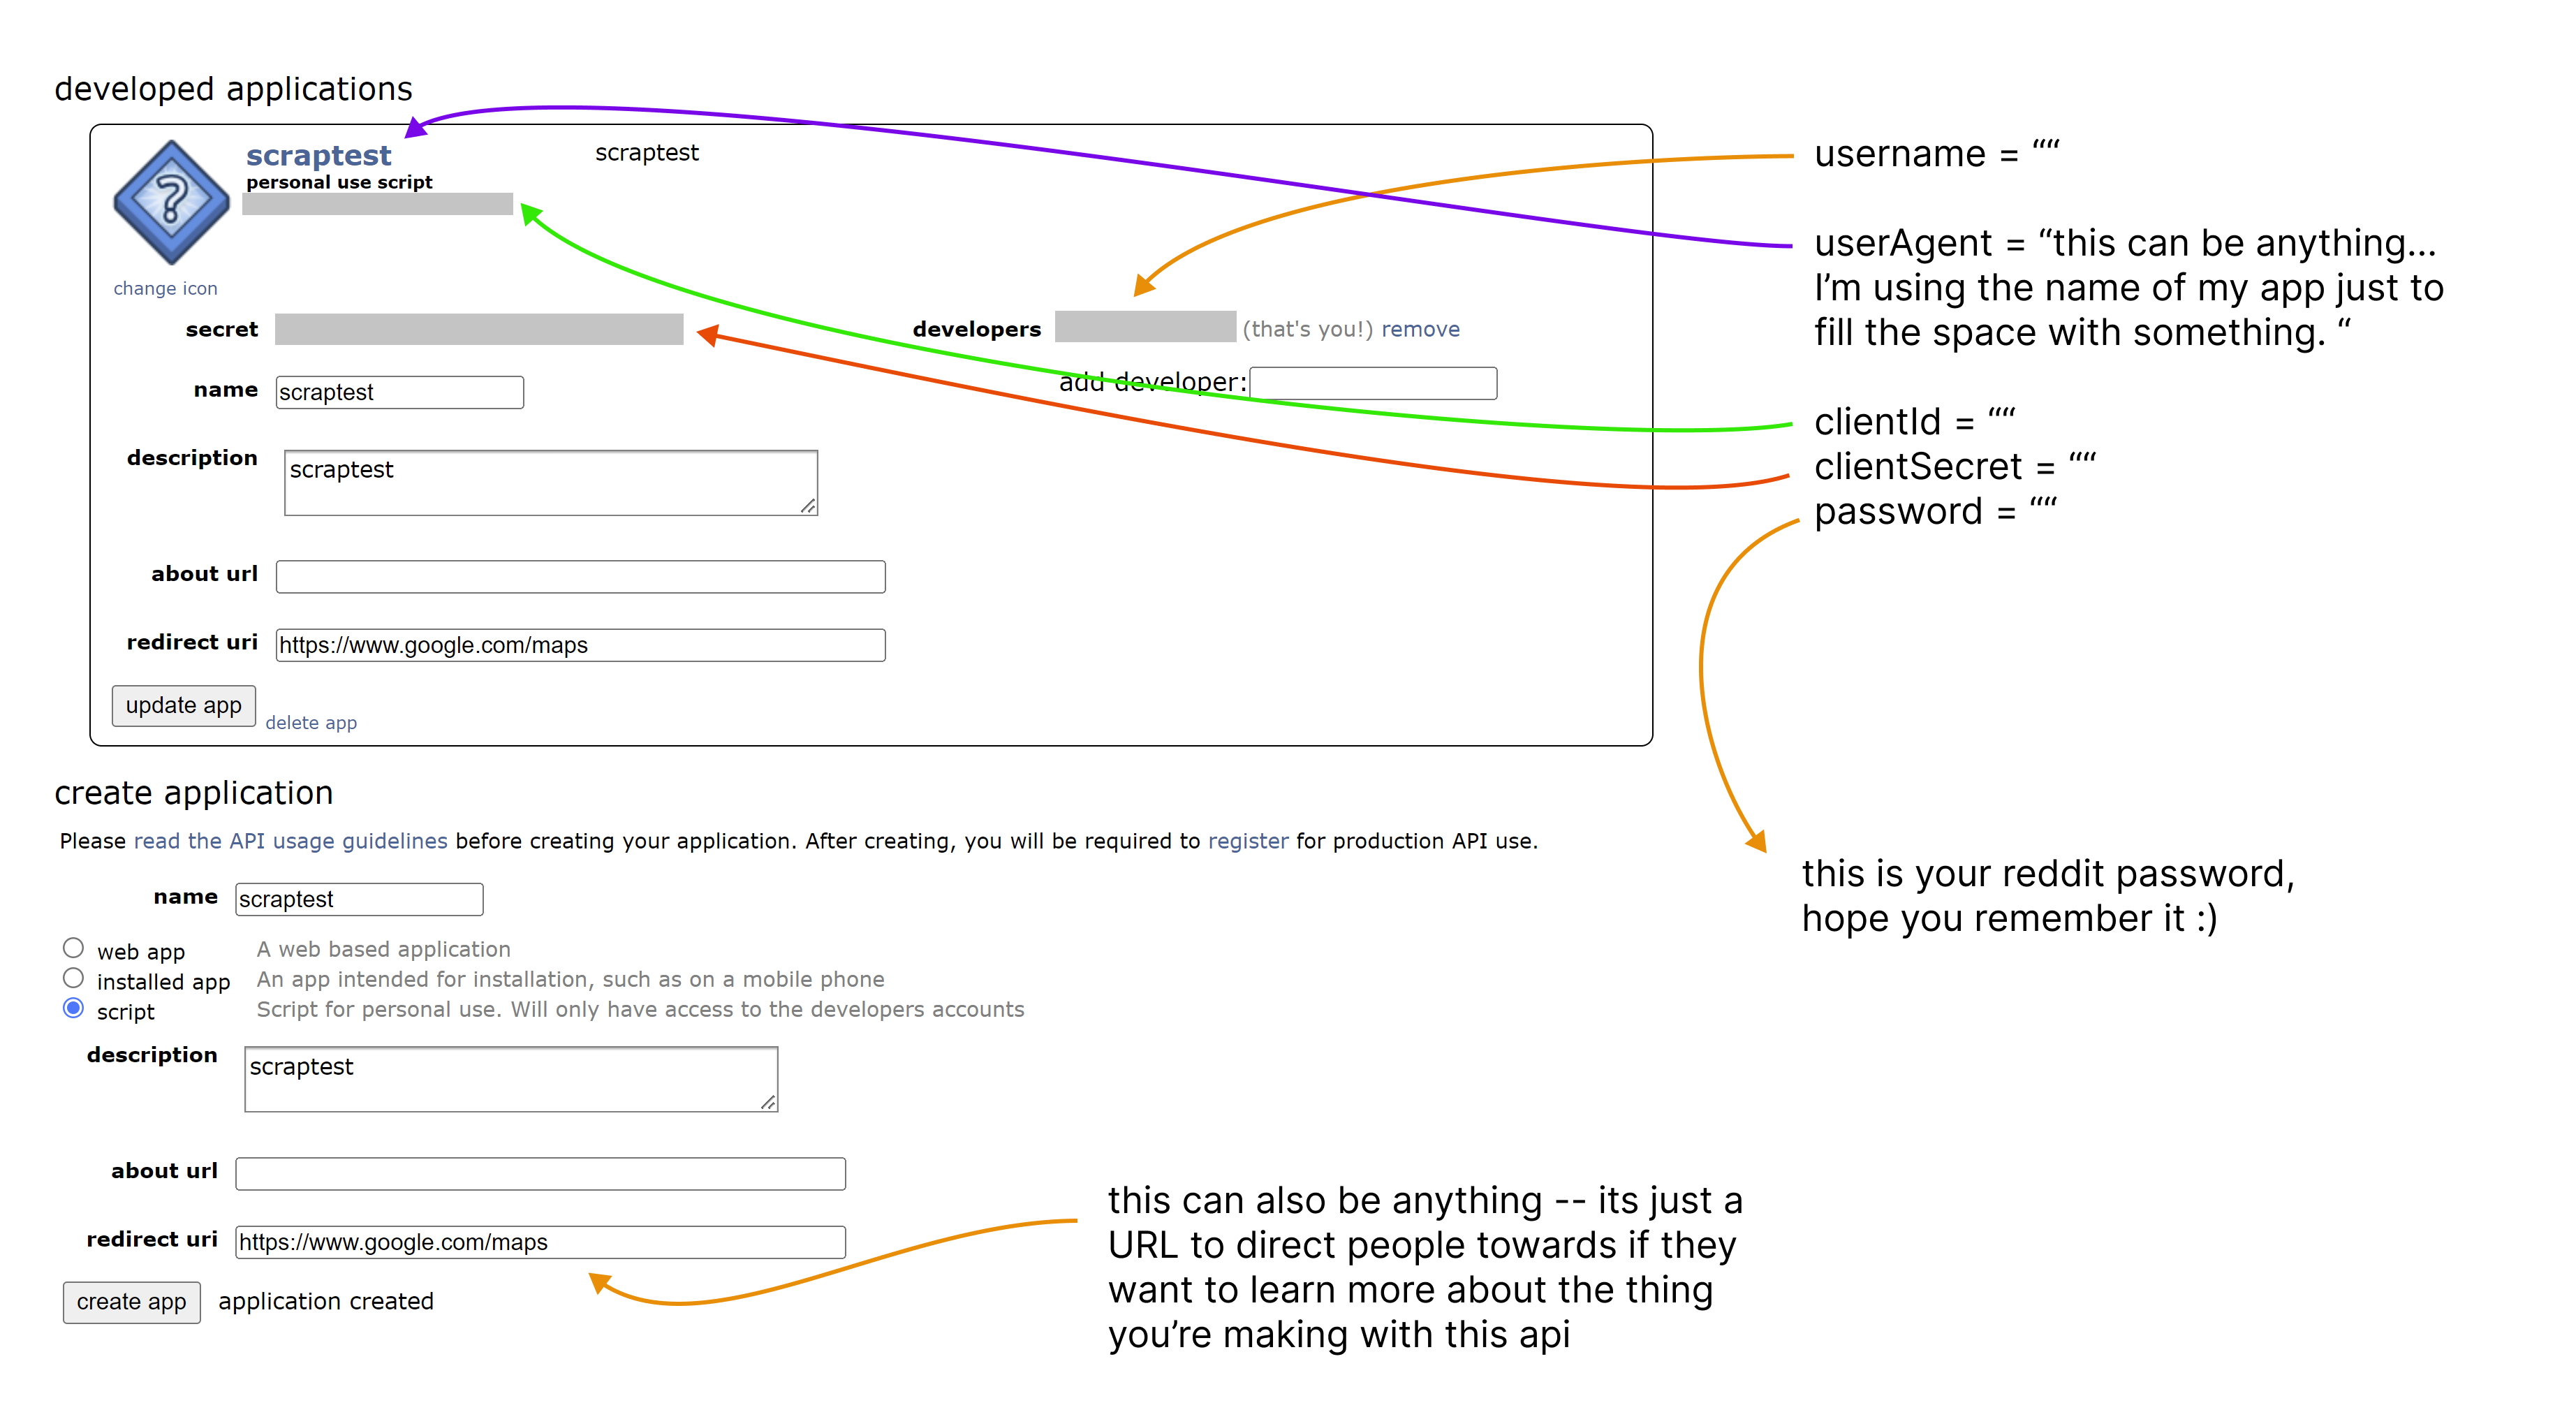 developed applications
scraptest
personal use script
scraptest
change icon
secret
developers
(that's you!) remove
add developer:
name
scraptest
description
scraptest
about url
redirect uri
https://www.google.com/maps
update app
delete app
username = ““
userAgent = “this can be anything...
I’m using the name of my app just to
fill the space with something. “
clientId = ““
clientSecret = ““
password = ““
this is your reddit password,
hope you remember it :)
create application
Please read the API usage guidelines before creating your application. After creating, you will be required to register for production API use.
name
scraptest
web app
A web based application
installed app
An app intended for installation, such as on a mobile phone
script
Script for personal use. Will only have access to the developers accounts
description
scraptest
about url
redirect uri
https://www.google.com/maps
create app
application created
this can also be anything -- its just a
URL to direct people towards if they
want to learn more about the thing
you’re making with this api